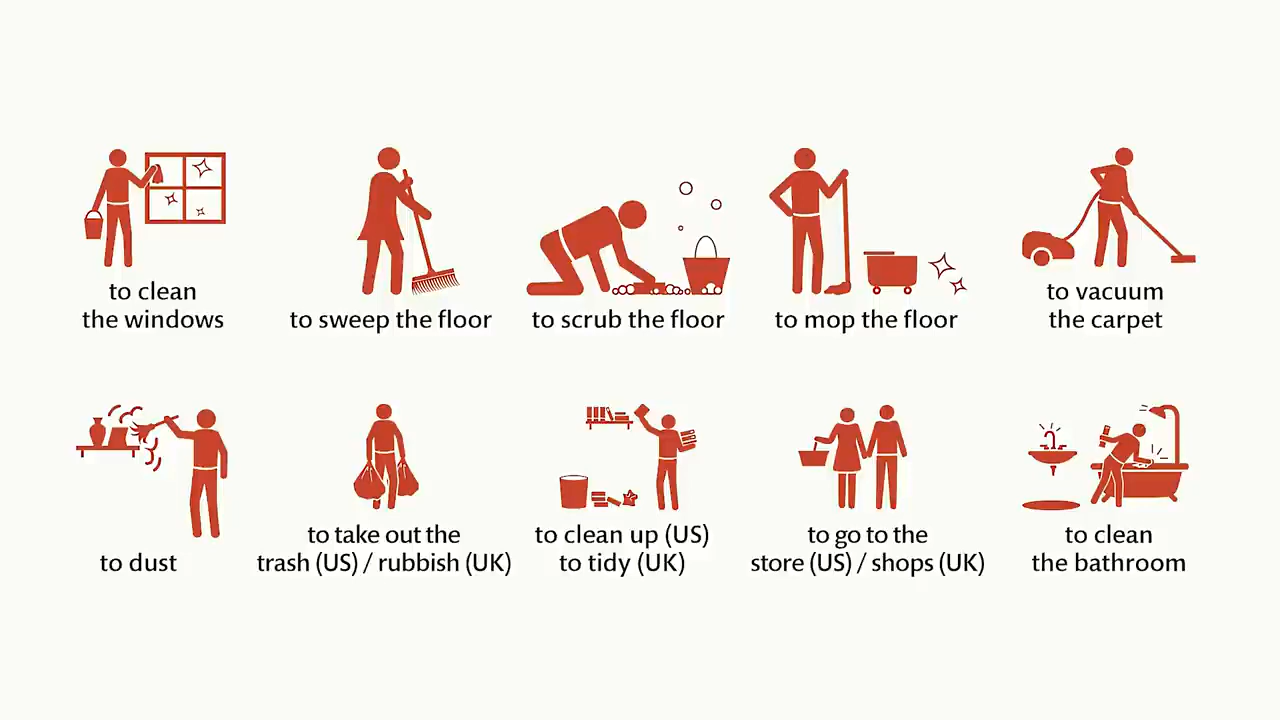 to clean
the windows
to sweep the floor
to scrub the floor
to mop the floor
to vacuum
the carpet
to dust
to take out the
trash (US) / rubbish (UK)
to clean up (US)
to tidy (UK)
to go to the
store (US) / shops (UK)
to clean
the bathroom